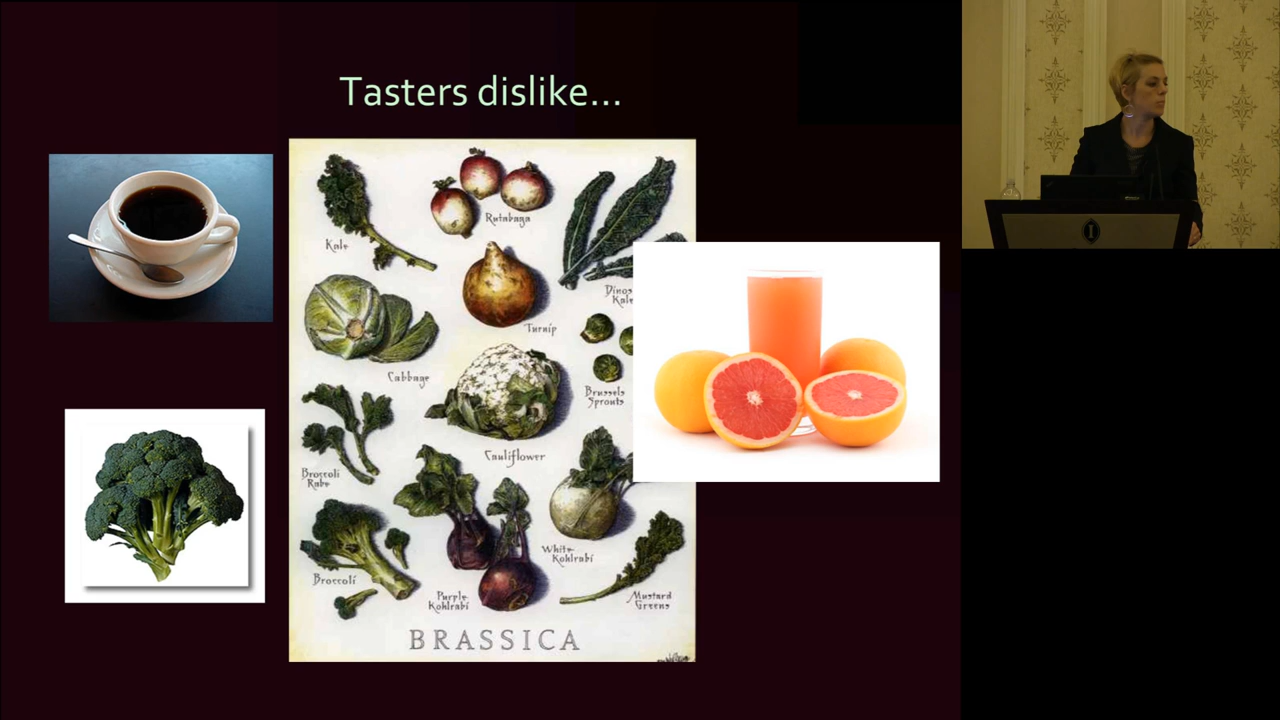 Tasters dislike...
Kale
Rutabaga
Dinos
Kale
Turnip
Cabbage
Brussels
Sprouts
Cauliflower
Broccoli
Rabe
White
Kohlrabi
Broccoli
Purple
Kohlrabi
Mustard
Greens
BRASSICA
I